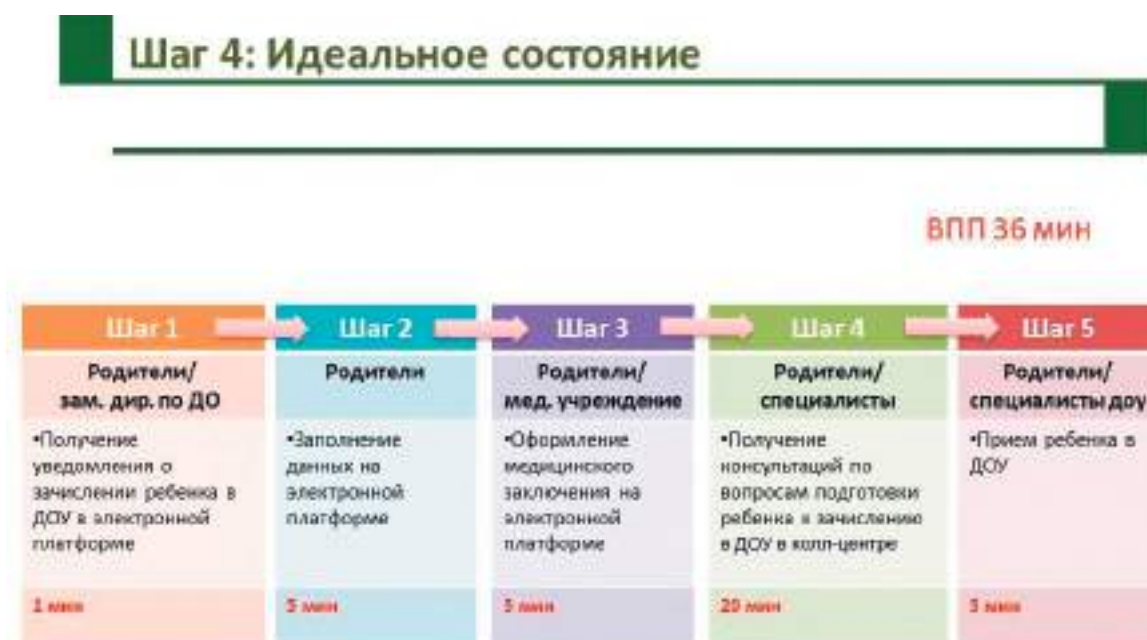 Шаг 4: Идеальное состояние
ВПП 36 мин
Шаг 1
Родители/
зам. дир. по ДО
•Получение
уведомления о
зачислении ребенка в
ДОУ в электронной
платформе
1 мин
Шаг 2
Родители
•Заполнение
данных на
электронной
платформе
5 мин
Шаг 3
Родители/
мед. учреждение
•Оформление
медицинского
заключения на
электронной
платформе
5 мин
Шаг 4
Родители/
специалисты
•Получение
консультаций по
вопросам подготовки
ребенка к зачислению
в ДОУ в колл-центре
20 мин
Шаг 5
Родители/
специалисты доу
•Прием ребенка в
ДОУ
5 мин